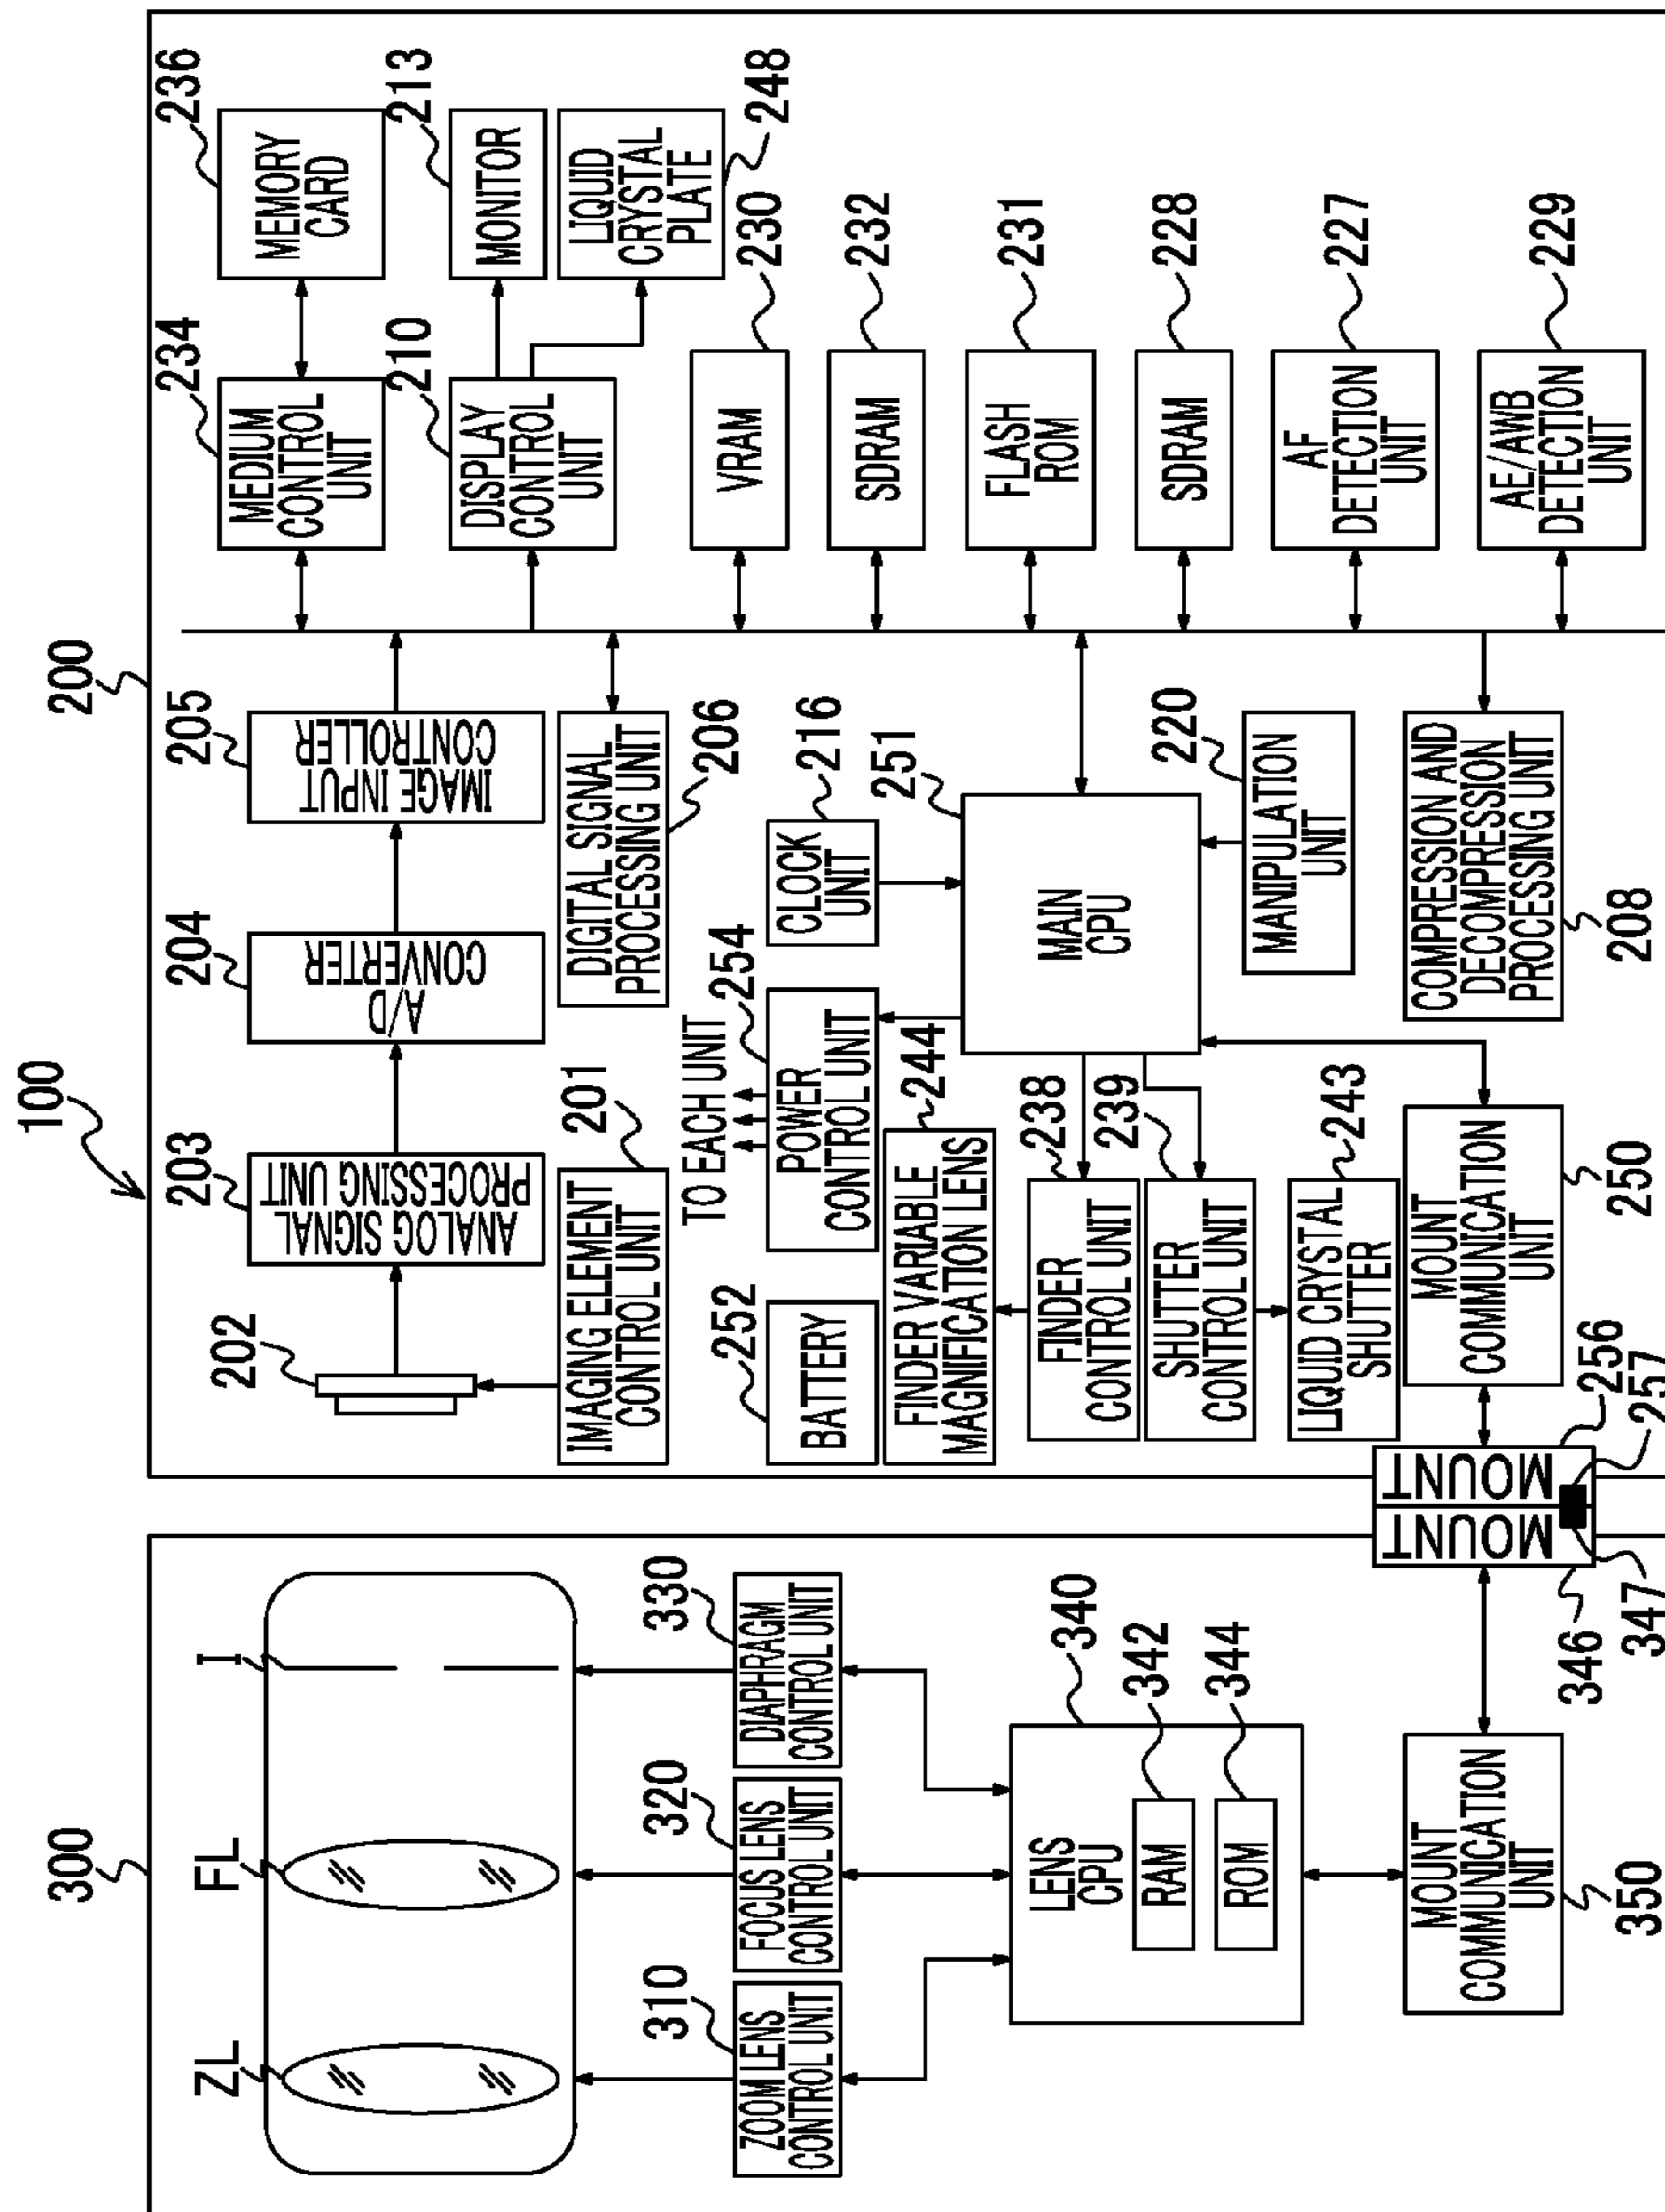 100
300
200
ZL
FL
I
202
203
204
205
234
236
ANALOG SIGNAL
PROCESSING UNIT
A/D
CONVERTER
IMAGE INPUT
CONTROLLER
MEDIUM
CONTROL
UNIT
MEMORY
CARD
210
213
IMAGING ELEMENT
CONTROL UNIT
201
DIGITAL SIGNAL
PROCESSING UNIT
206
DISPLAY
CONTROL
UNIT
MONITOR
LIQUID
CRYSTAL
PLATE
248
310
320
330
ZOOM LENS
CONTROL UNIT
FOCUS LENS
CONTROL UNIT
DIAPHRAGM
CONTROL UNIT
TO EACH UNIT
252
BATTERY
254
POWER
CONTROL UNIT
216
CLOCK
UNIT
VRAM
230
244
FINDER VARIABLE
MAGNIFICATION LENS
251
MAIN
CPU
SDRAM
232
238
FINDER
CONTROL UNIT
FLASH
ROM
231
239
SHUTTER
CONTROL UNIT
220
MANIPULATION
UNIT
SDRAM
228
243
LIQUID CRYSTAL
SHUTTER
AF
DETECTION
UNIT
227
340
LENS
CPU
342
RAM
344
ROM
MOUNT
COMMUNICATION
UNIT
350
MOUNT
MOUNT
346
347
256
257
MOUNT
COMMUNICATION
UNIT
250
COMPRESSION AND
DECOMPRESSION
PROCESSING UNIT
208
AE/AWB
DETECTION
UNIT
229